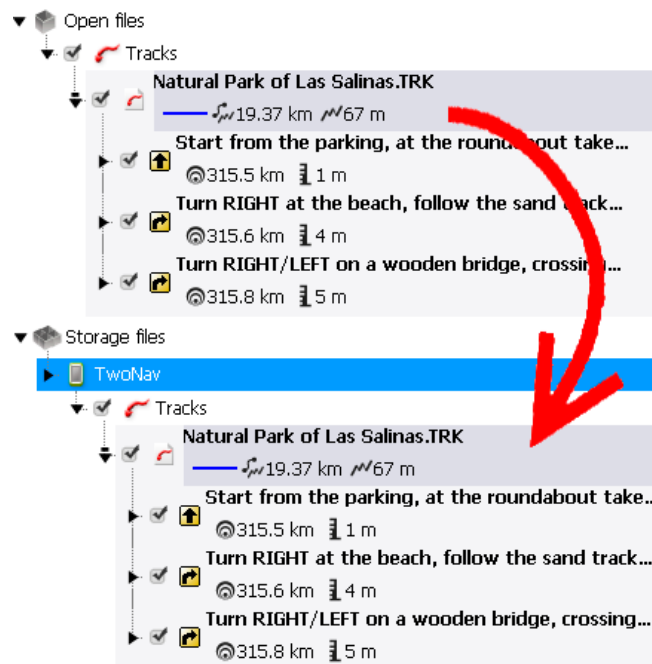 Open files
Tracks
Natural Park of Las Salinas.TRK
19.37 km 67 m
Start from the parking, at the roundabout take...
315.5 km 1 m
Turn RIGHT at the beach, follow the sand track...
315.6 km 4 m
Turn RIGHT/LEFT on a wooden bridge, crossing...
315.8 km 5 m
Storage files
TwoNav
Tracks
Natural Park of Las Salinas.TRK
19.37 km 67 m
Start from the parking, at the roundabout take..
315.5 km 1 m
Turn RIGHT at the beach, follow the sand track...
315.6 km 4 m
Turn RIGHT/LEFT on a wooden bridge, crossing...
315.8 km 5 m